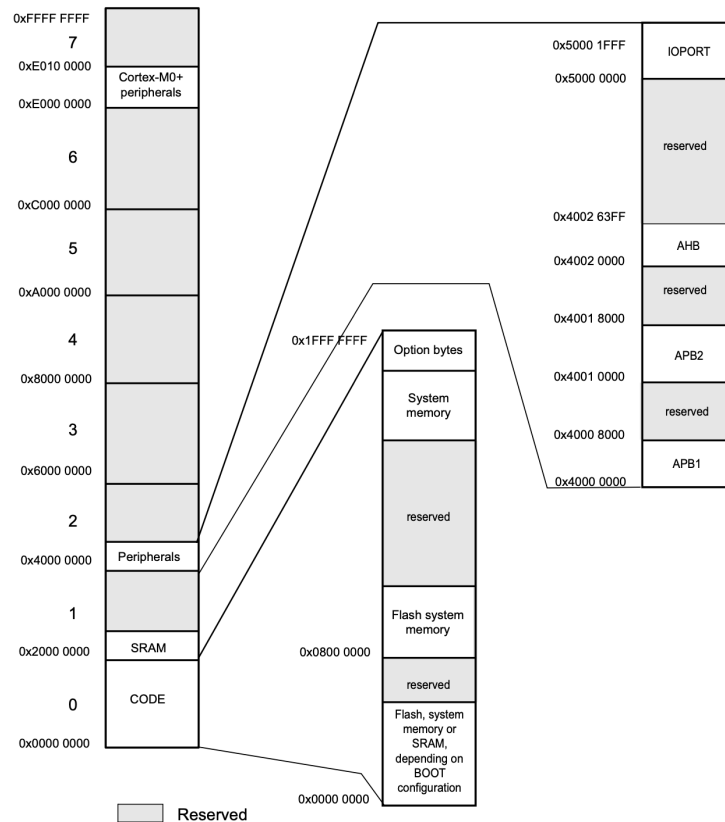 0xFFFF FFFF
7
0xE010 0000
Cortex-M0+
peripherals
0xE000 0000
6
0xC000 0000
5
0xA000 0000
4
0x8000 0000
3
0x6000 0000
2
0x4000 0000
Peripherals
1
0x2000 0000
SRAM
CODE
0
0x0000 0000
Reserved
0x1FFF FFFF
Option bytes
System
memory
reserved
Flash system
memory
0x0800 0000
reserved
Flash, system
memory or
SRAM,
depending on
BOOT
configuration
0x0000 0000
0x5000 1FFF
IOPORT
0x5000 0000
reserved
0x4002 63FF
AHB
0x4002 0000
reserved
0x4001 8000
APB2
0x4001 0000
reserved
0x4000 8000
APB1
0x4000 0000